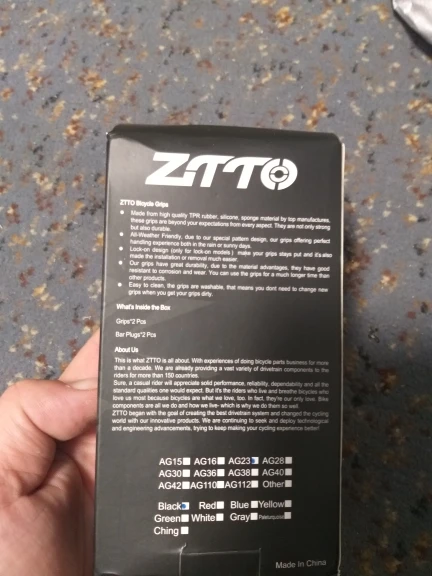 ZTTO
ZTTO Bicycle Grips
● Made from high quality TPR rubber, silicone, sponge material by top manufactures,
these grips are beyond your expectations from every aspect. They are not only strong
but also durable.
● All-Weather Friendly, due to our special pattern design, our grips offering perfect
handling experience both in the rain or sunny days.
● Lock-on design (only for lock-on models) make your grips stays put and it's also
made the installation or removal much easier.
● Our grips have great durability, due to the material advantages, they have good
resistant to corrosion and wear. You can use the grips for a much longer time than
other products.
● Easy to clean, the grips are washable, that means you dont need to change new
grips when you get your grips dirty.
What's Inside the Box
Grips*2 Pcs
Bar Plugs*2 Pcs
About Us
This is what ZTTO is all about. With experiences of doing bicycle parts business for more
than a decade. We are already providing a vast variety of drivetrain components to the
riders for more than 150 countries.
Sure, a casual rider will appreciate solid performance, reliability, dependability and all the
standard qualities one would expect. But it's the riders who live and breathe bicycles who
love us most because bicycles are what we love, too. In fact, they're our only love. Bike
components are all we do and how we live- which is why we do them so well.
ZTTO began with the goal of creating the best drivetrain system and changed the cycling
world with our innovative products. We are continuing to seek and deploy technological
and engineering advancements, trying to keep making your cycling experience better!
AG15 AG16 AG23 AG28
AG30 AG36 AG38 AG40
AG42 AG110 AG112 Other
Black Red Blue Yellow
Green White Gray
Ching
Made In China